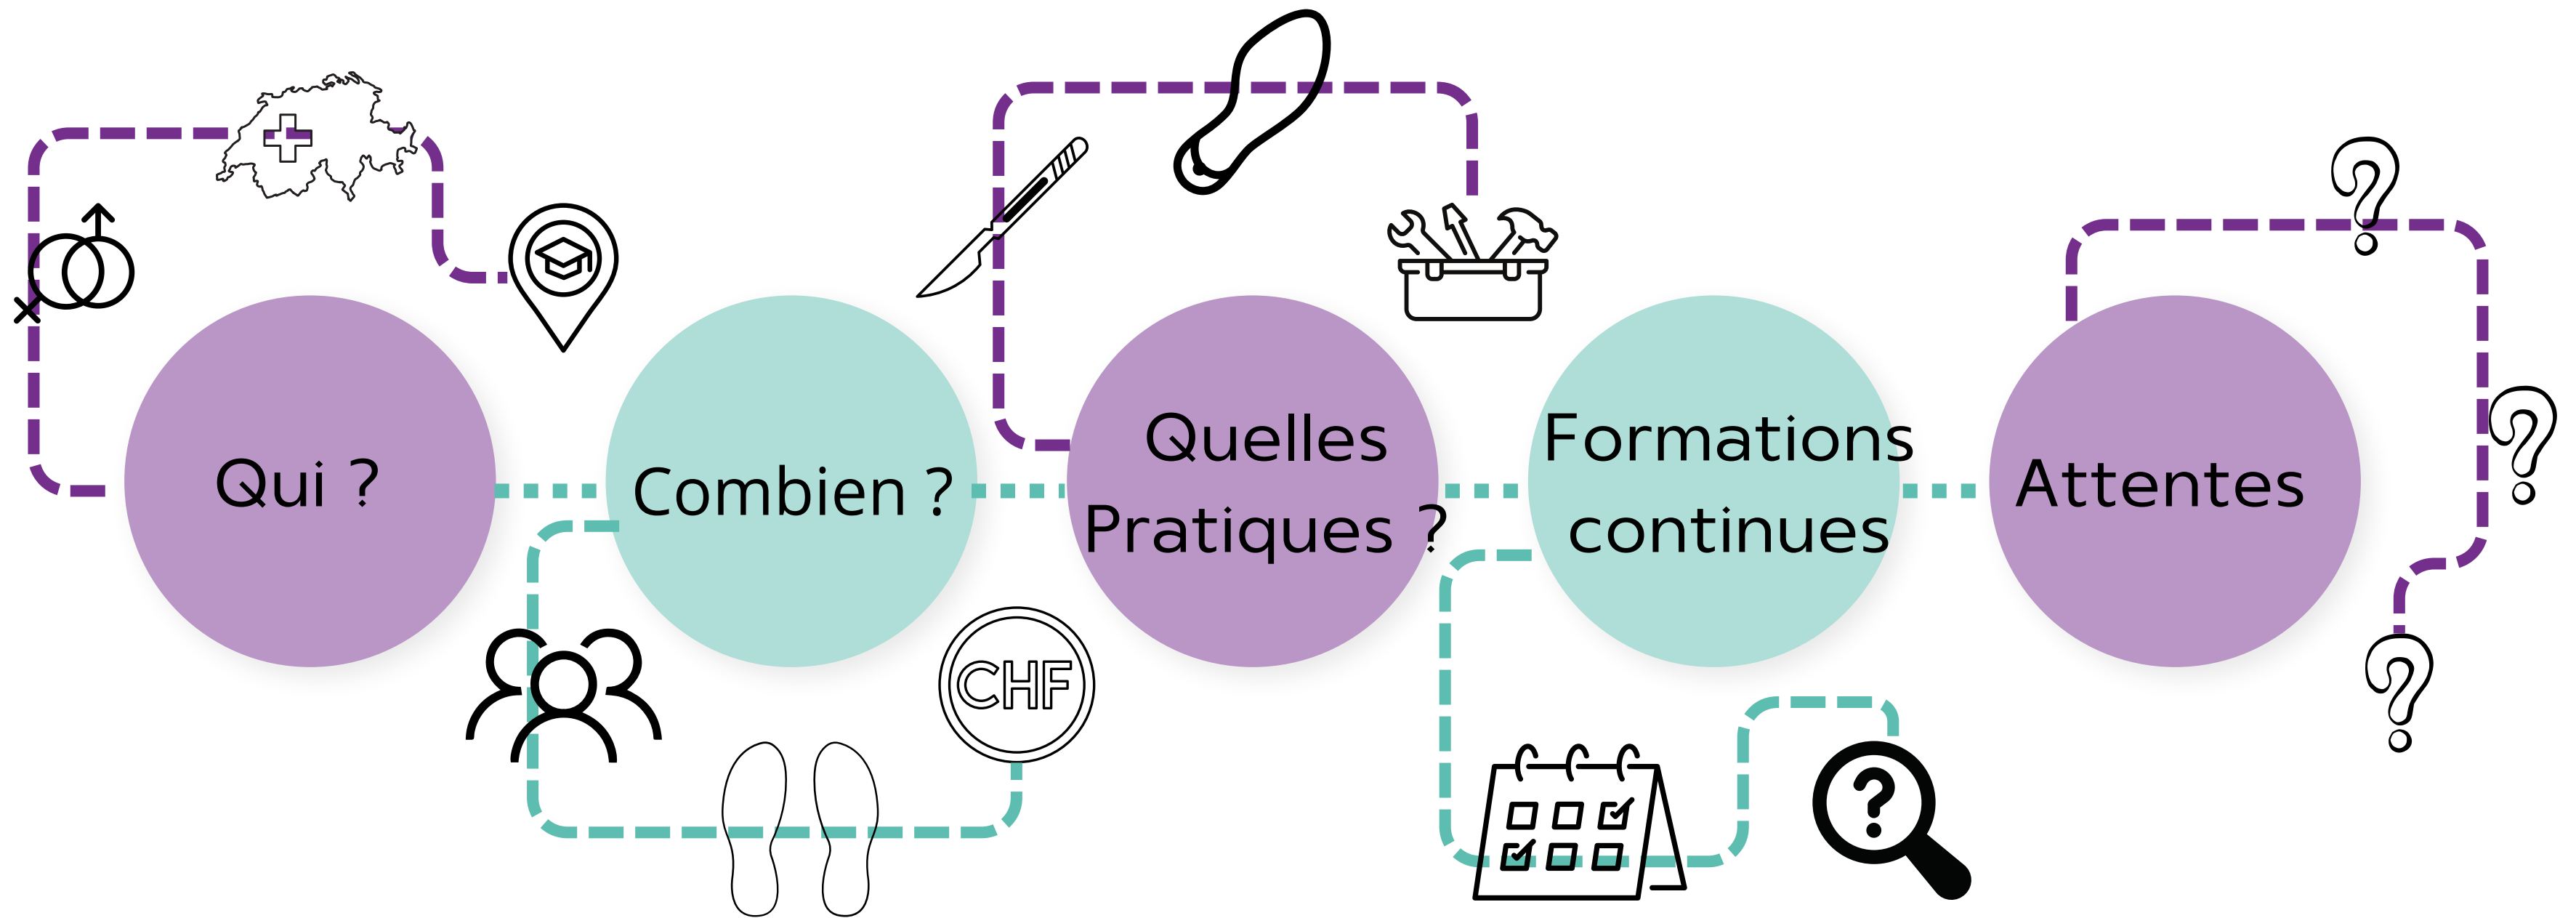 Qui ?
Combien ?
Quelles
Pratiques ?
Formations
continues
Attentes
CHF
?
?
?
?